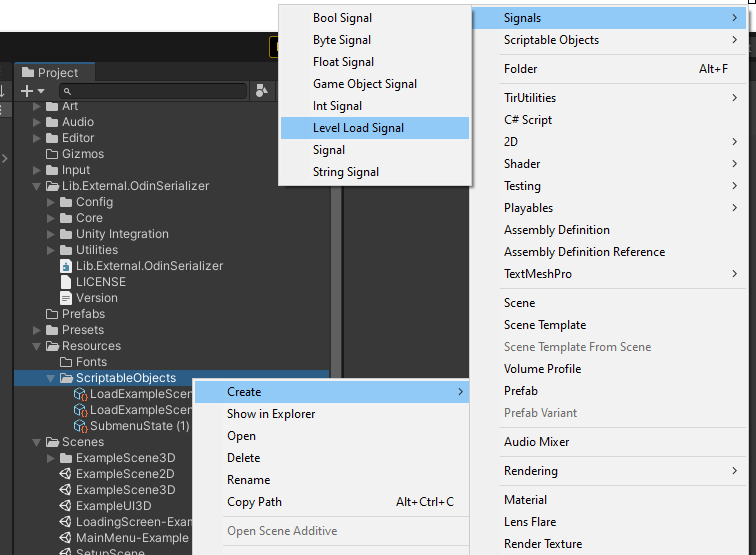 Project
Art
Audio
Editor
Gizmos
Input
Lib.External.OdinSerializer
Config
Core
Unity Integration
Utilities
Lib.External.OdinSerializer
LICENSE
Version
Prefabs
Presets
Resources
Fonts
ScriptableObjects
LoadExampleScen
LoadExampleScen
SubmenuState (1)
Scenes
ExampleScene3D
ExampleScene2D
ExampleScene3D
ExampleUI3D
LoadingScreen-Exam
MainMenu-Example
SetupScene
Create
Show in Explorer
Open
Delete
Rename
Copy Path Alt+Ctrl+C
Open Scene Additive
Bool Signal
Byte Signal
Float Signal
Game Object Signal
Int Signal
Level Load Signal
Signal
String Signal
Signals
Scriptable Objects
Folder Alt+F
TirUtilities
C# Script
2D
Shader
Testing
Playables
Assembly Definition
Assembly Definition Reference
TextMeshPro
Scene
Scene Template
Scene Template From Scene
Volume Profile
Prefab
Prefab Variant
Audio Mixer
Rendering
Material
Lens Flare
Render Texture